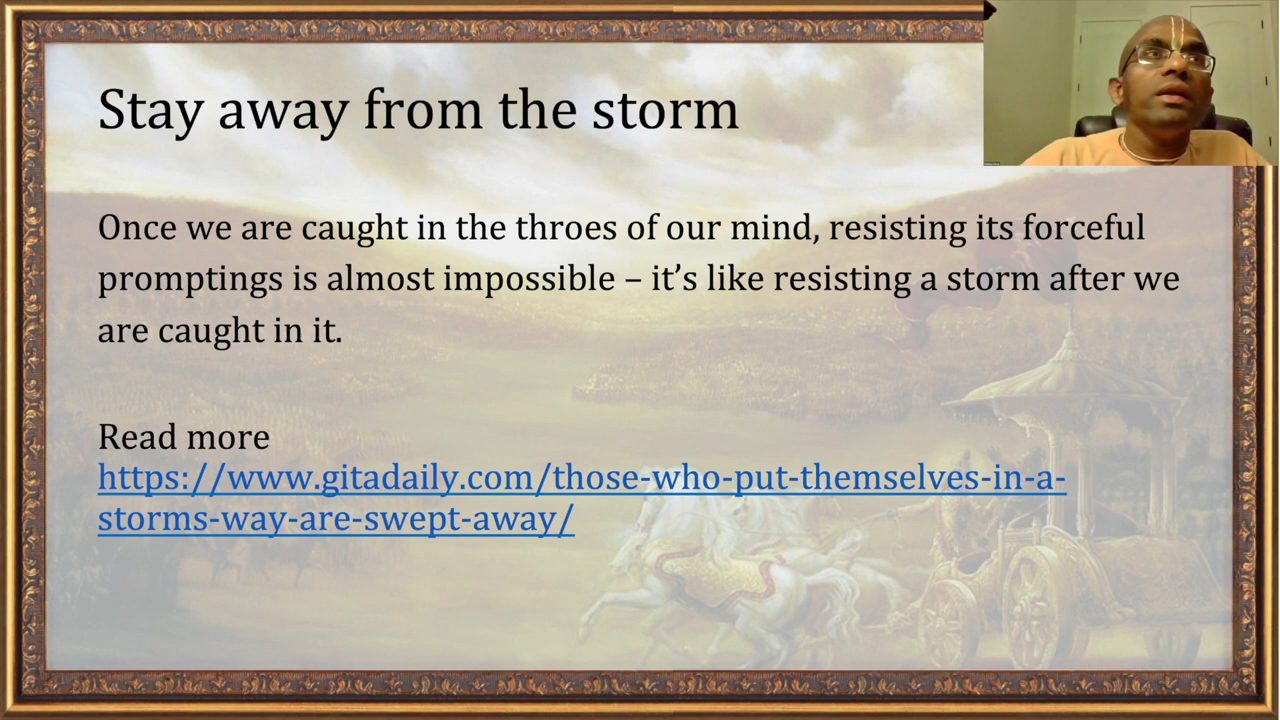 Stay away from the storm
Once we are caught in the throes of our mind, resisting its forceful
promptings is almost impossible – it’s like resisting a storm after we
are caught in it.
Read more
https://www.gitadaily.com/those-who-put-themselves-in-a-
storms-way-are-swept-away/